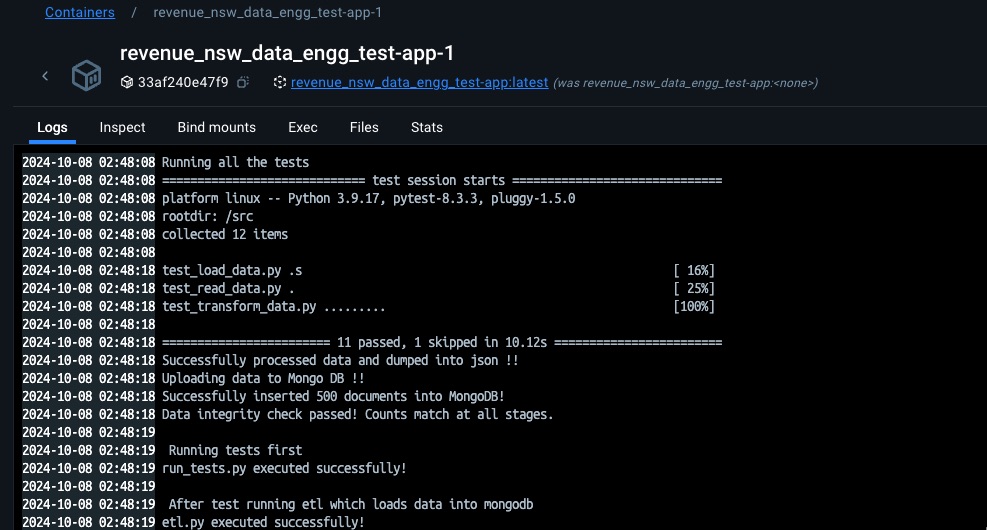 Containers / revenue_nsw_data_engg_test-app-1
revenue_nsw_data_engg_test-app-1
33af240e47f9 revenue_nsw_data_engg_test-app:latest (was revenue_nsw_data_engg_test-app:<none>)
Logs Inspect Bind mounts Exec Files Stats
2024-10-08 02:48:08 Running all the tests
2024-10-08 02:48:08 ============================= test session starts ==============================
2024-10-08 02:48:08 platform linux -- Python 3.9.17, pytest-8.3.3, pluggy-1.5.0
2024-10-08 02:48:08 rootdir: /src
2024-10-08 02:48:08 collected 12 items
2024-10-08 02:48:08
2024-10-08 02:48:18 test_load_data.py .s [ 16%]
2024-10-08 02:48:18 test_read_data.py . [ 25%]
2024-10-08 02:48:18 test_transform_data.py ......... [100%]
2024-10-08 02:48:18
2024-10-08 02:48:18 ======================== 11 passed, 1 skipped in 10.12s ========================
2024-10-08 02:48:18 Successfully processed data and dumped into json !!
2024-10-08 02:48:18 Uploading data to Mongo DB !!
2024-10-08 02:48:18 Successfully inserted 500 documents into MongoDB!
2024-10-08 02:48:18 Data integrity check passed! Counts match at all stages.
2024-10-08 02:48:19
2024-10-08 02:48:19  Running tests first
2024-10-08 02:48:19 run_tests.py executed successfully!
2024-10-08 02:48:19
2024-10-08 02:48:19  After test running etl which loads data into mongodb
2024-10-08 02:48:19 etl.py executed successfully!